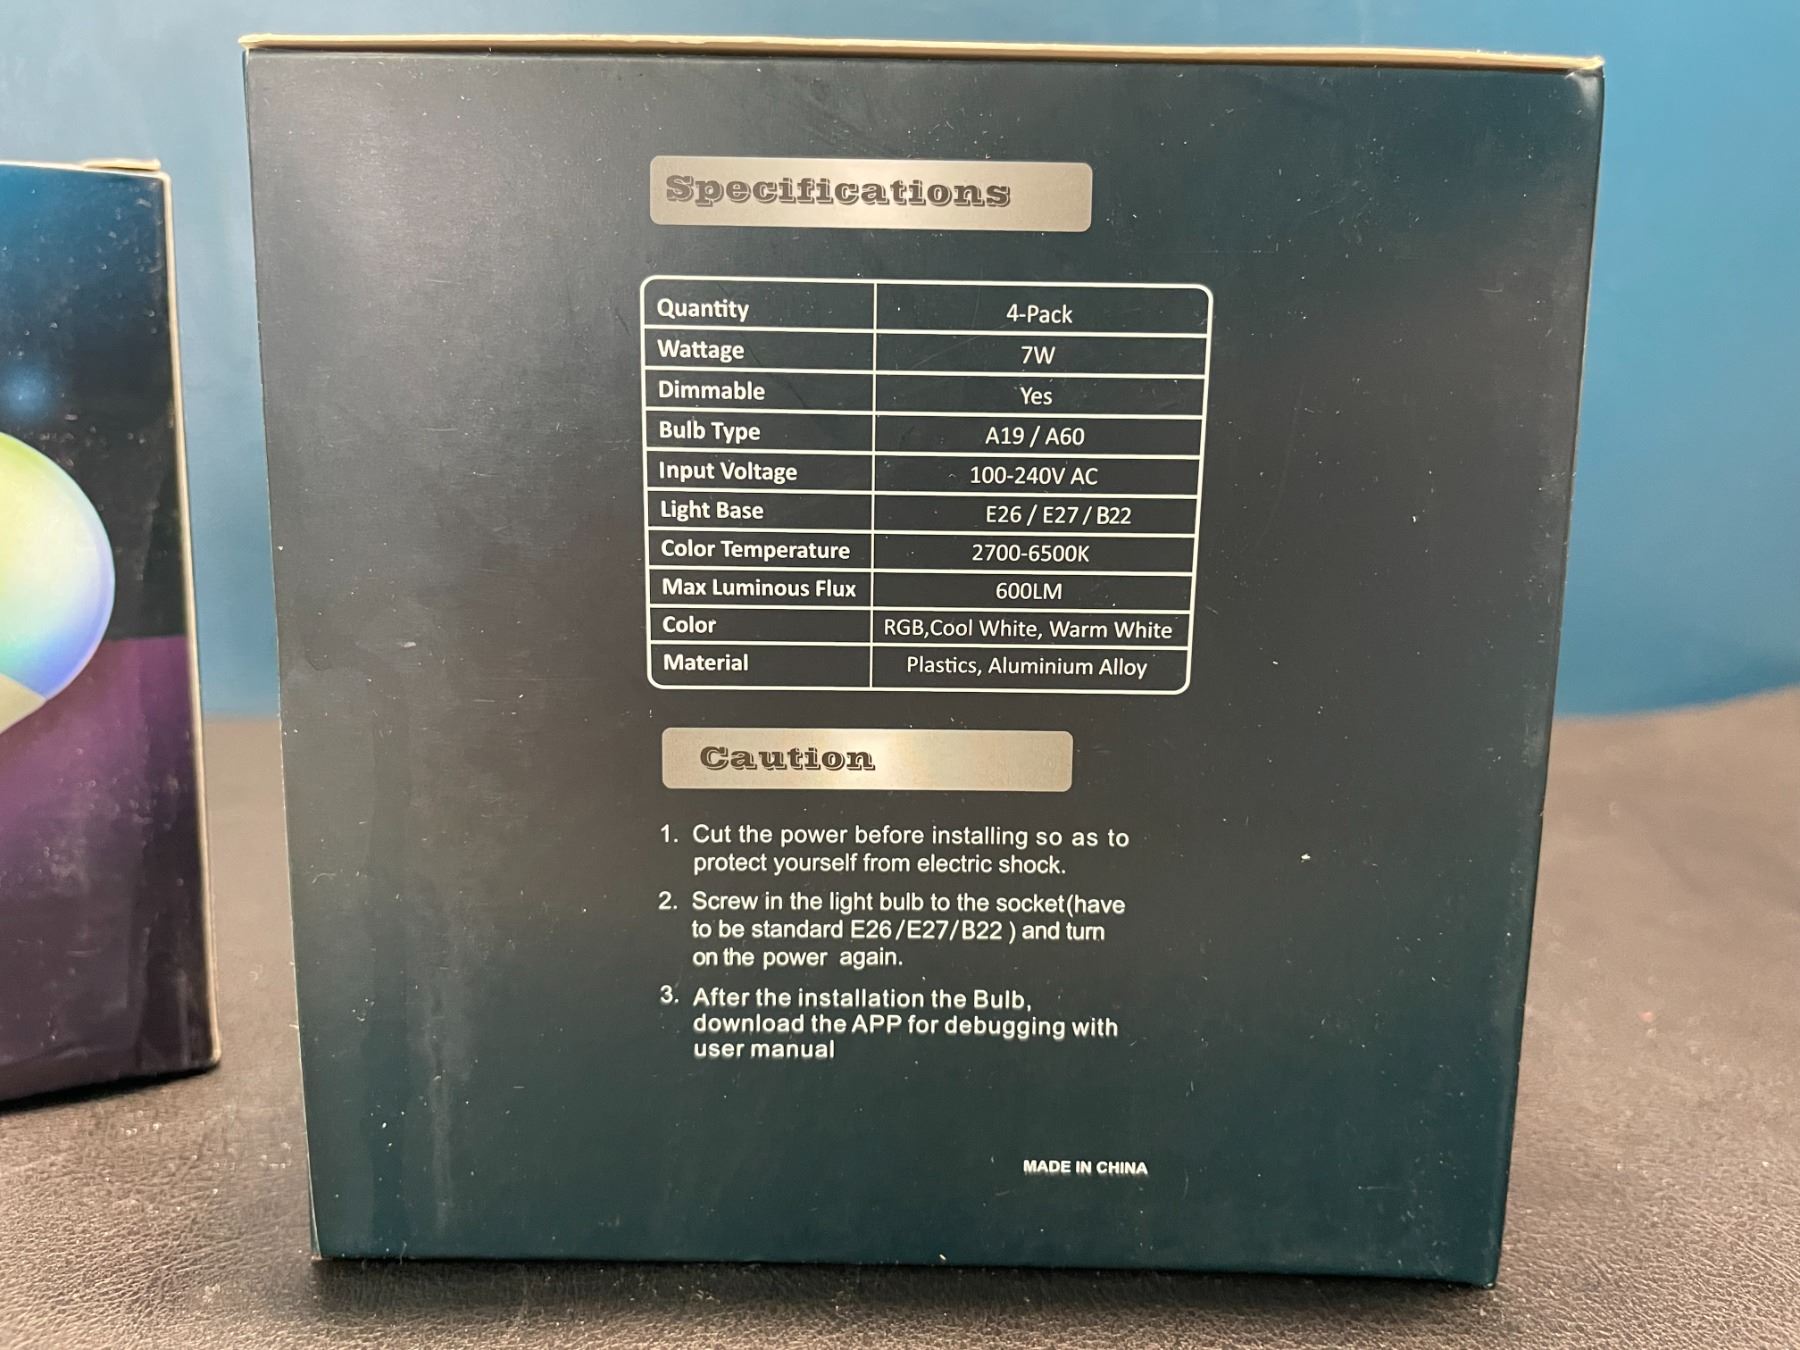 Specifications
Quantity 4-Pack
Wattage 7W
Dimmable Yes
Bulb Type A19 / A60
Input Voltage 100-240V AC
Light Base E26 / E27 / B22
Color Temperature 2700-6500K
Max Luminous Flux 600LM
Color RGB,Cool White, Warm White
Material Plastics, Aluminium Alloy
Caution
1. Cut the power before installing so as to
protect yourself from electric shock.
2. Screw in the light bulb to the socket(have
to be standard E26/E27/B22 ) and turn
on the power again.
3. After the installation the Bulb,
download the APP for debugging with
user manual
MADE IN CHINA